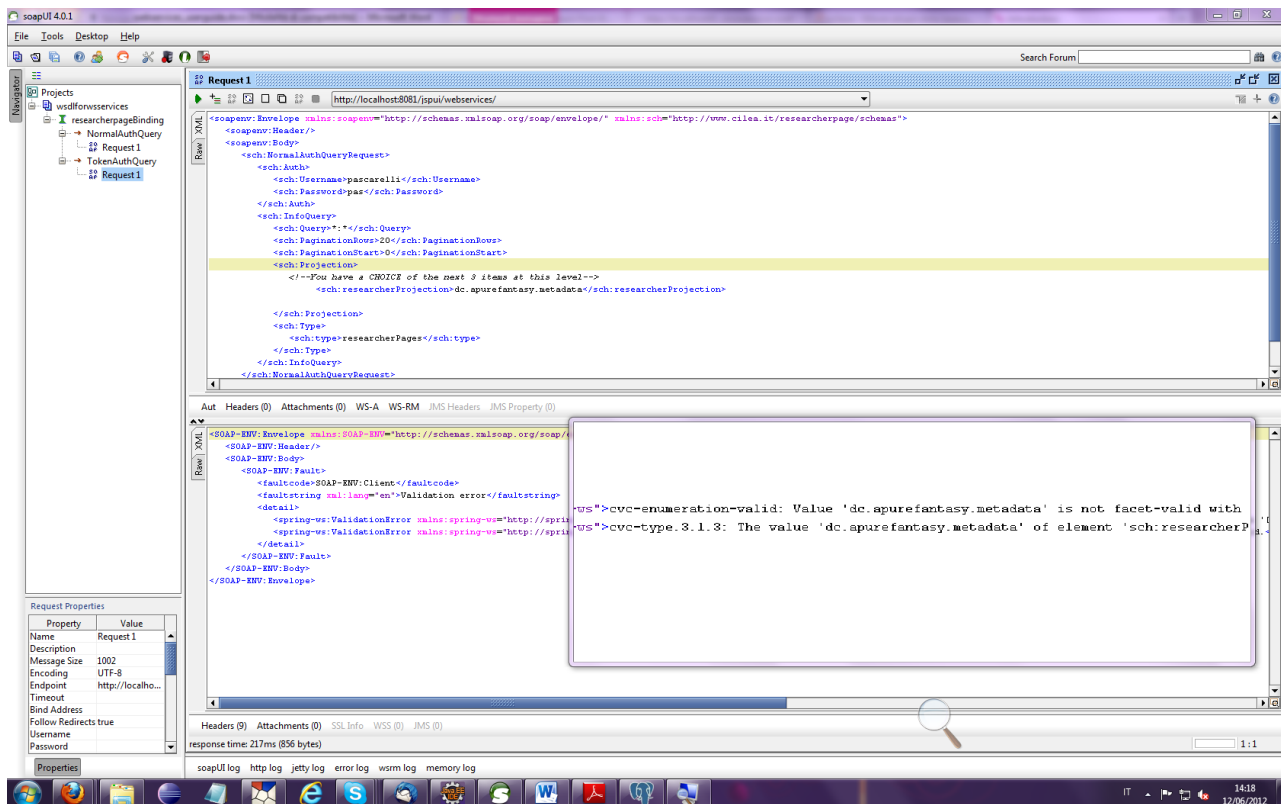 soapUI 4.0.1
File Tools Desktop Help
Search Forum
Navigator
Projects
wsdlforwsservices
researcherpageBinding
NormalAuthQuery
Request 1
TokenAuthQuery
Request 1
Request 1
http://localhost:8081/jspui/webservices/
XML
Raw
<soapenv:Envelope xmlns:soapenv="http://schemas.xmlsoap.org/soap/envelope/" xmlns:sch="http://www.cilea.it/researcherpage/schemas">
<soapenv:Header/>
<soapenv:Body>
<sch:NormalAuthQueryRequest>
<sch:Auth>
<sch:Username>pascarelli</sch:Username>
<sch:Password>pas</sch:Password>
</sch:Auth>
<sch:InfoQuery>
<sch:Query>*:*</sch:Query>
<sch:PaginationRows>20</sch:PaginationRows>
<sch:PaginationStart>0</sch:PaginationStart>
<sch:Projection>
<!--You have a CHOICE of the next 3 items at this level-->
<sch:researcherProjection>dc.apurefantasy.metadata</sch:researcherProjection>
</sch:Projection>
<sch:Type>
<sch:type>researcherPages</sch:type>
</sch:Type>
</sch:InfoQuery>
</sch:NormalAuthQueryRequest>
Aut Headers (0) Attachments (0) WS-A WS-RM JMS Headers JMS Property (0)
XML
Raw
<SOAP-ENV:Envelope xmlns:SOAP-ENV="http://schemas.xmlsoap.org/soap/e
<SOAP-ENV:Header/>
<SOAP-ENV:Body>
<SOAP-ENV:Fault>
<faultcode>SOAP-ENV:Client</faultcode>
<faultstring xml:lang="en">Validation error</faultstring>
<detail>
<spring-ws:ValidationError xmlns:spring-ws="http://sprin
<spring-ws:ValidationError xmlns:spring-ws="http://sprin
</detail>
</SOAP-ENV:Fault>
</SOAP-ENV:Body>
</SOAP-ENV:Envelope>
ws">cvc-enumeration-valid: Value 'dc.apurefantasy.metadata' is not facet-valid with
ws">cvc-type.3.1.3: The value 'dc.apurefantasy.metadata' of element 'sch:researcherP
Request Properties
Property Value
Name Request 1
Description
Message Size 1002
Encoding UTF-8
Endpoint http://localho...
Timeout
Bind Address
Follow Redirects true
Username
Password
Properties
Headers (9) Attachments (0) SSL Info WSS (0) JMS (0)
response time: 217ms (856 bytes)
1:1
soapUI log http log jetty log error log wsrm log memory log
IT
14:18
12/06/2012